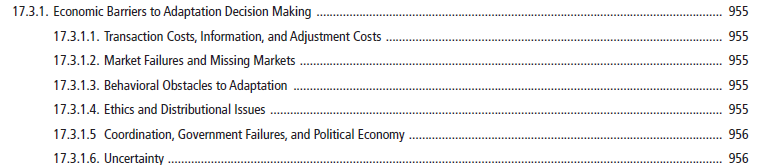 17.3.1. Economic Barriers to Adaptation Decision Making ........................................................ 955
17.3.1.1. Transaction Costs, Information, and Adjustment Costs ........................................................ 955
17.3.1.2. Market Failures and Missing Markets ........................................................ 955
17.3.1.3. Behavioral Obstacles to Adaptation ........................................................ 955
17.3.1.4. Ethics and Distributional Issues ........................................................ 955
17.3.1.5 Coordination, Government Failures, and Political Economy ........................................................ 956
17.3.1.6. Uncertainty ........................................................ 956